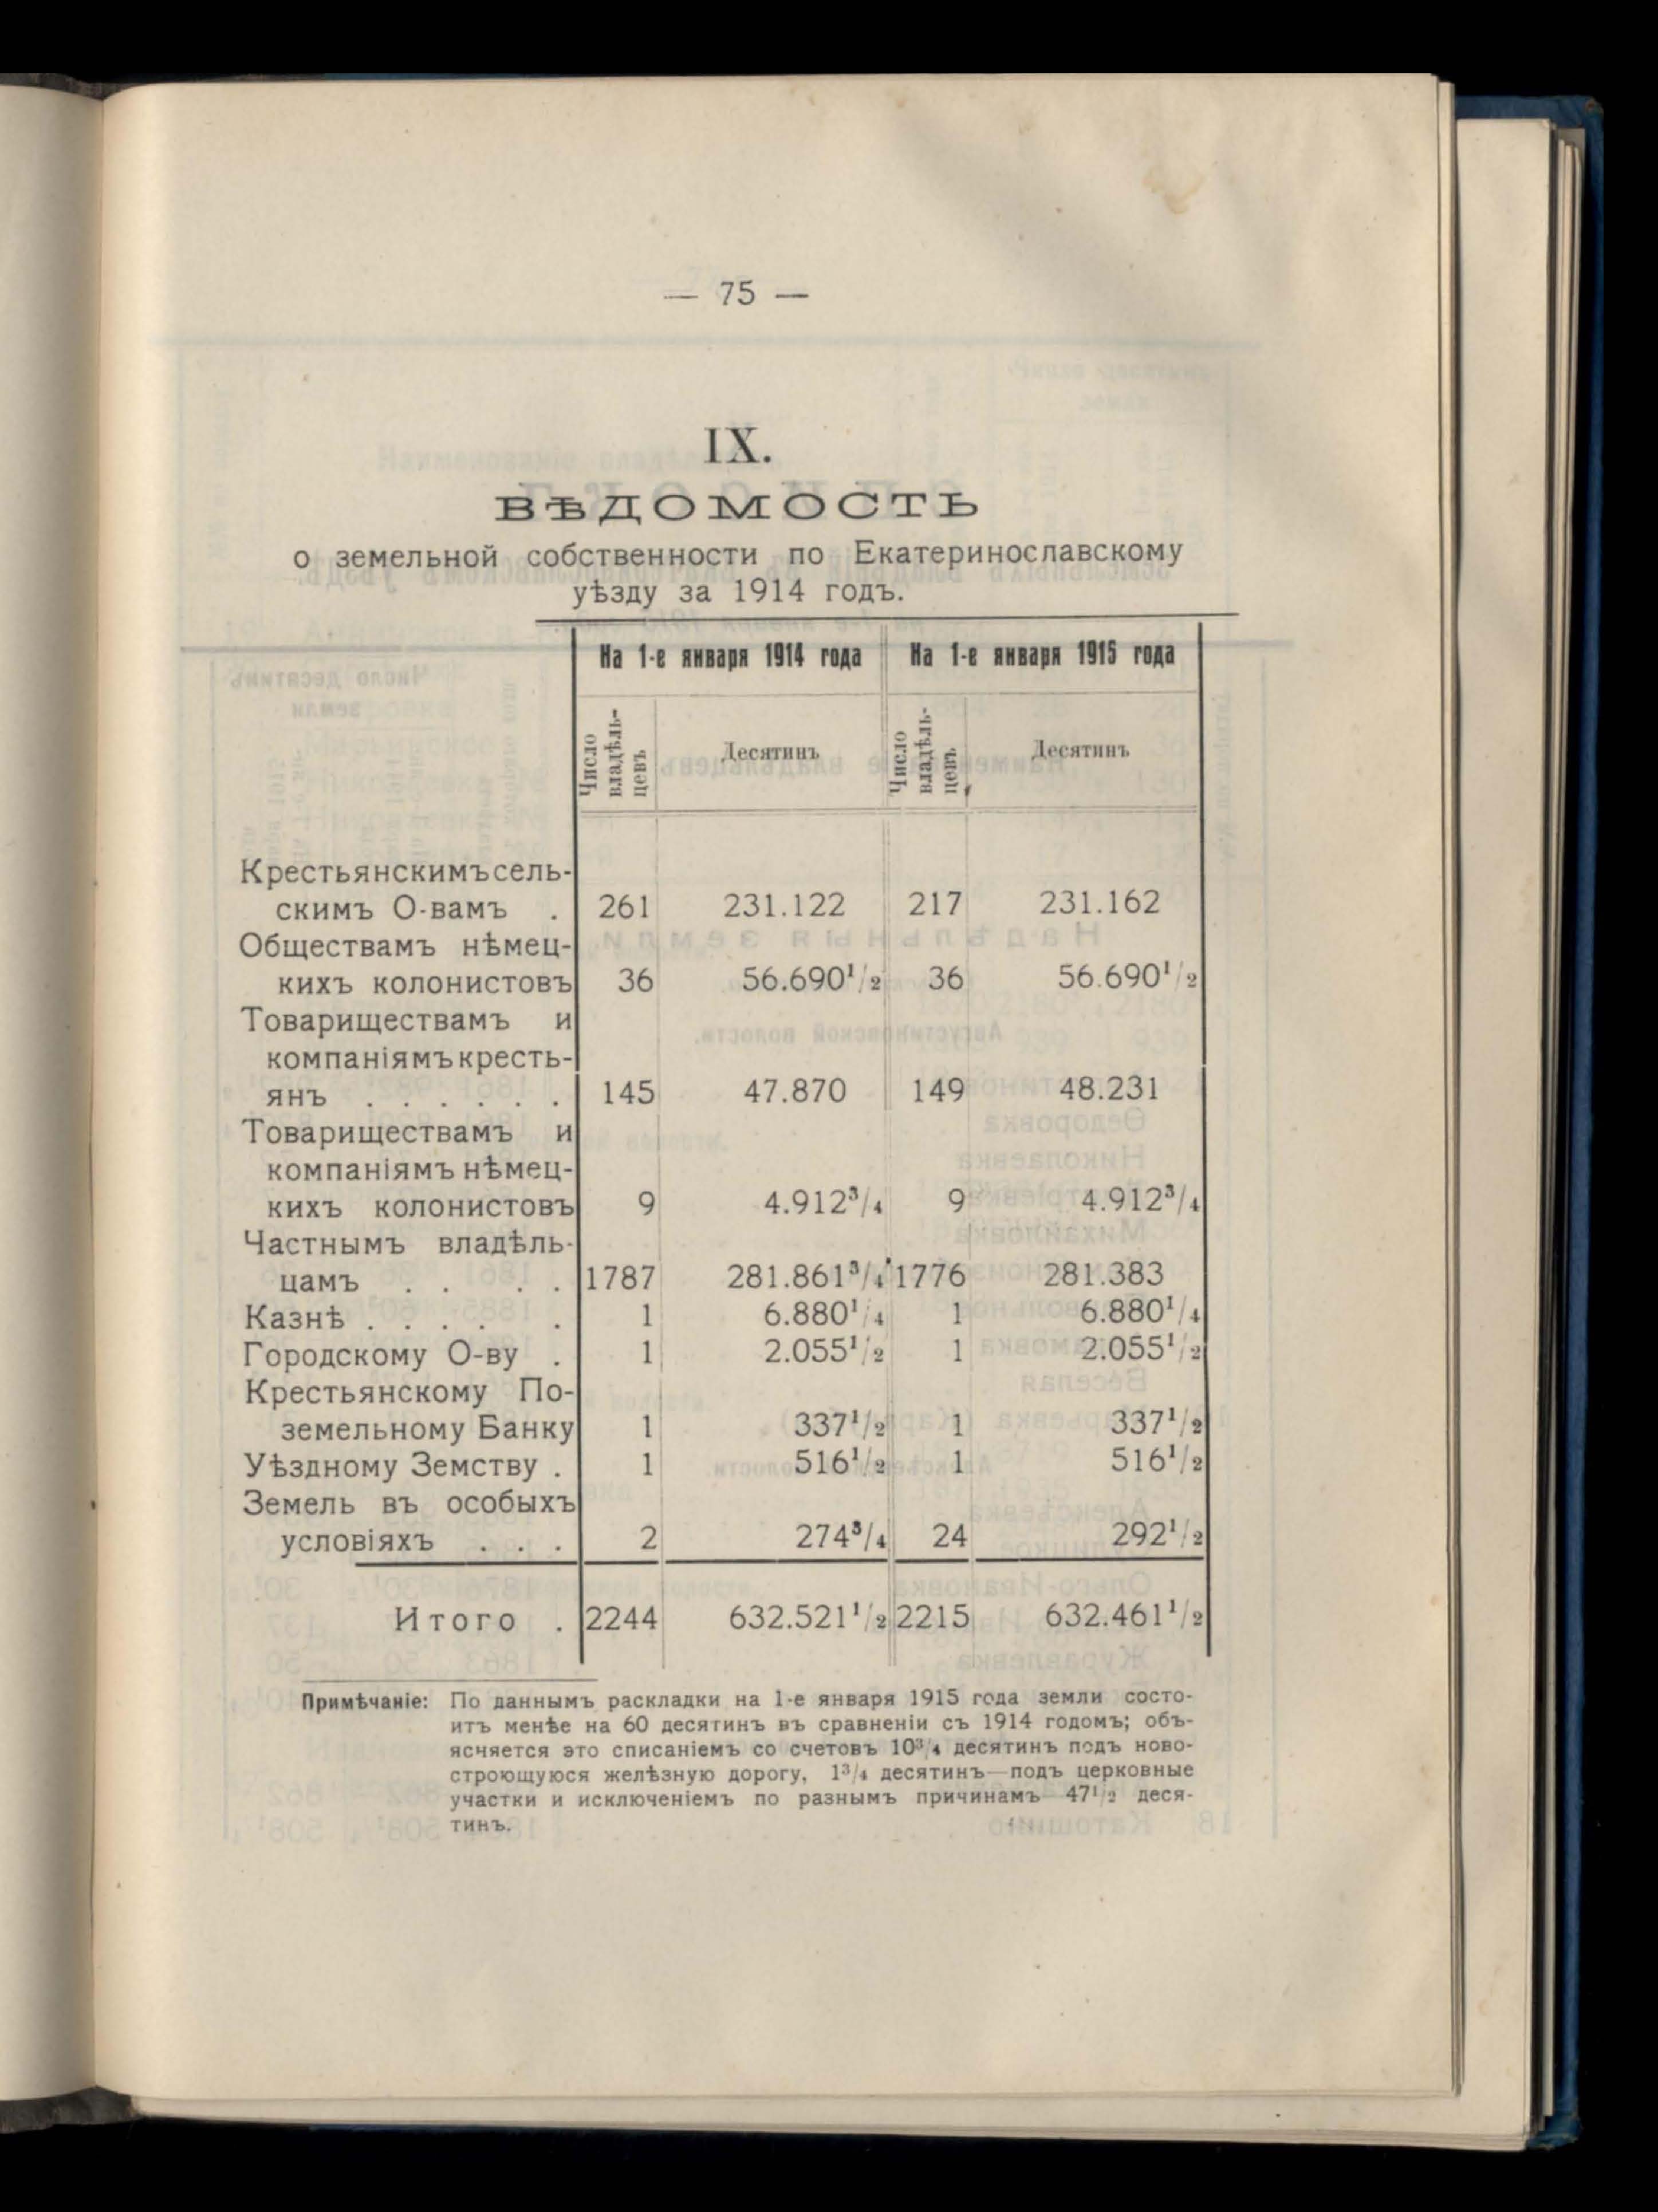 — 75 —
IX.
ВѢДОМОСТЬ
о земельной собственности по Екатеринославскому
уѣзду за 1914 годъ.
На 1-е января 1914 года На 1-е января 1915 года
Число владѣль-цевъ Десятинъ Число владѣль-цевъ Десятинъ
Крестьянскимъ сель-
скимъ О-вамъ . 261 231.122 217 231.162
Обществамъ нѣмец-
кихъ колонистовъ 36 56.690¹/₂ 36 56.690¹/₂
Товариществамъ и
компаніямъ кресть-
янъ . . . . . . 145 47.870 149 48.231
Товариществамъ и
компаніямъ нѣмец-
кихъ колонистовъ 9 4.912³/₄ 9 4.912³/₄
Частнымъ владѣль-
цамъ . . . . 1787 281.861³/₄ 1776 281.383
Казнѣ . . . . . 1 6.880¹/₄ 1 6.880¹/₄
Городскому О-ву . 1 2.055¹/₂ 1 2.055¹/₂
Крестьянскому По-
земельному Банку 1 337¹/₂ 1 337¹/₂
Уѣздному Земству . 1 516¹/₂ 1 516¹/₂
Земель въ особыхъ
условіяхъ . . . 2 274³/₄ 24 292¹/₂
Итого . 2244 632.521¹/₂ 2215 632.461¹/₂
Примѣчаніе: По даннымъ раскладки на 1-е января 1915 года земли состо-
итъ менѣе на 60 десятинъ въ сравненіи съ 1914 годомъ; объ-
ясняется это списаніемъ со счетовъ 10³/₄ десятинъ подъ ново-
строющуюся желѣзную дорогу, 1³/₄ десятинъ—подъ церковные
участки и исключеніемъ по разнымъ причинамъ 47¹/₂ деся-
тинъ.